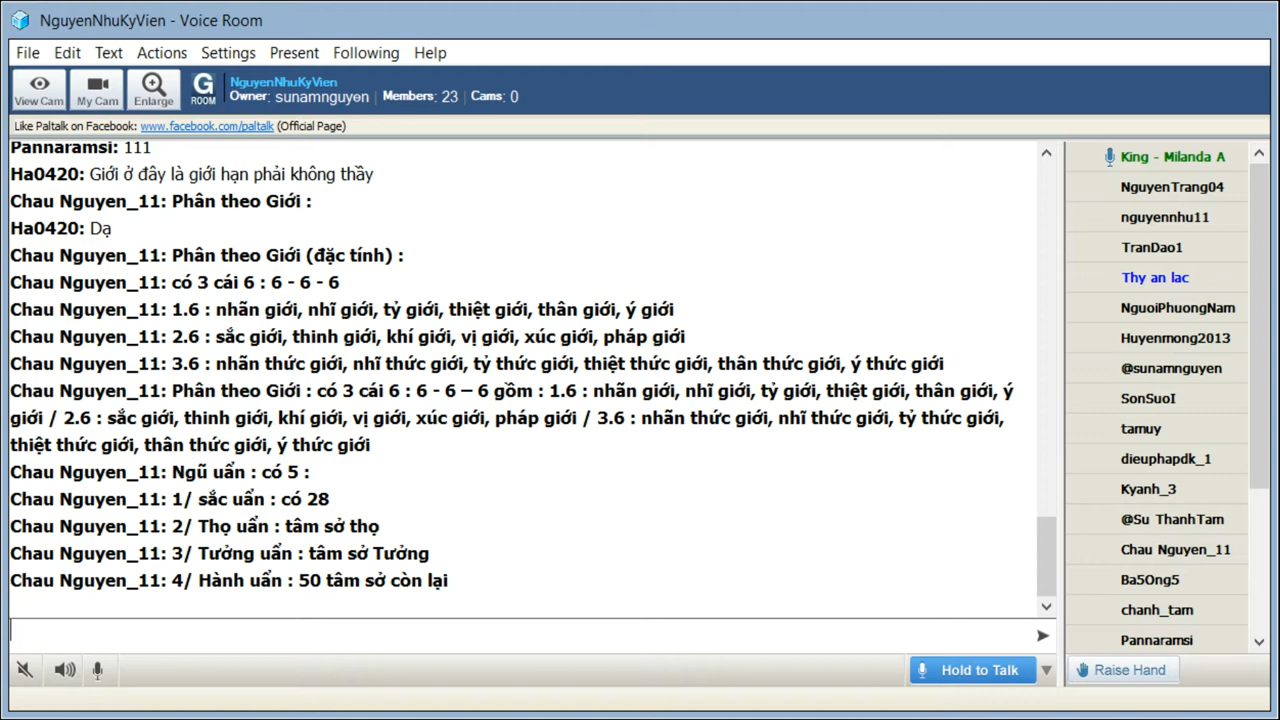 NguyenNhuKyVien - Voice Room
File Edit Text Actions Settings Present Following Help
View Cam My Cam Enlarge G ROOM
NguyenNhuKyVien
Owner: sunamnguyen | Members: 23 | Cams: 0
Like Paltalk on Facebook: www.facebook.com/paltalk (Official Page)
Pannaramsi: 111
Ha0420: Giới ở đây là giới hạn phải không thầy
Chau Nguyen_11: Phân theo Giới :
Ha0420: Dạ
Chau Nguyen_11: Phân theo Giới (đặc tính) :
Chau Nguyen_11: có 3 cái 6 : 6 - 6 - 6
Chau Nguyen_11: 1.6 : nhãn giới, nhĩ giới, tỷ giới, thiệt giới, thân giới, ý giới
Chau Nguyen_11: 2.6 : sắc giới, thinh giới, khí giới, vị giới, xúc giới, pháp giới
Chau Nguyen_11: 3.6 : nhãn thức giới, nhĩ thức giới, tỷ thức giới, thiệt thức giới, thân thức giới, ý thức giới
Chau Nguyen_11: Phân theo Giới : có 3 cái 6 : 6 - 6 – 6 gồm : 1.6 : nhãn giới, nhĩ giới, tỷ giới, thiệt giới, thân giới, ý
giới / 2.6 : sắc giới, thinh giới, khí giới, vị giới, xúc giới, pháp giới / 3.6 : nhãn thức giới, nhĩ thức giới, tỷ thức giới,
thiệt thức giới, thân thức giới, ý thức giới
Chau Nguyen_11: Ngũ uẩn : có 5 :
Chau Nguyen_11: 1/ sắc uẩn : có 28
Chau Nguyen_11: 2/ Thọ uẩn : tâm sở thọ
Chau Nguyen_11: 3/ Tưởng uẩn : tâm sở Tưởng
Chau Nguyen_11: 4/ Hành uẩn : 50 tâm sở còn lại
King - Milanda A
NguyenTrang04
nguyennhu11
TranDao1
Thy an lac
NguoiPhuongNam
Huyenmong2013
@sunamnguyen
SonSuoI
tamuy
dieuphapdk_1
Kyanh_3
@Su ThanhTam
Chau Nguyen_11
Ba5Ong5
chanh_tam
Pannaramsi
Hold to Talk
Raise Hand